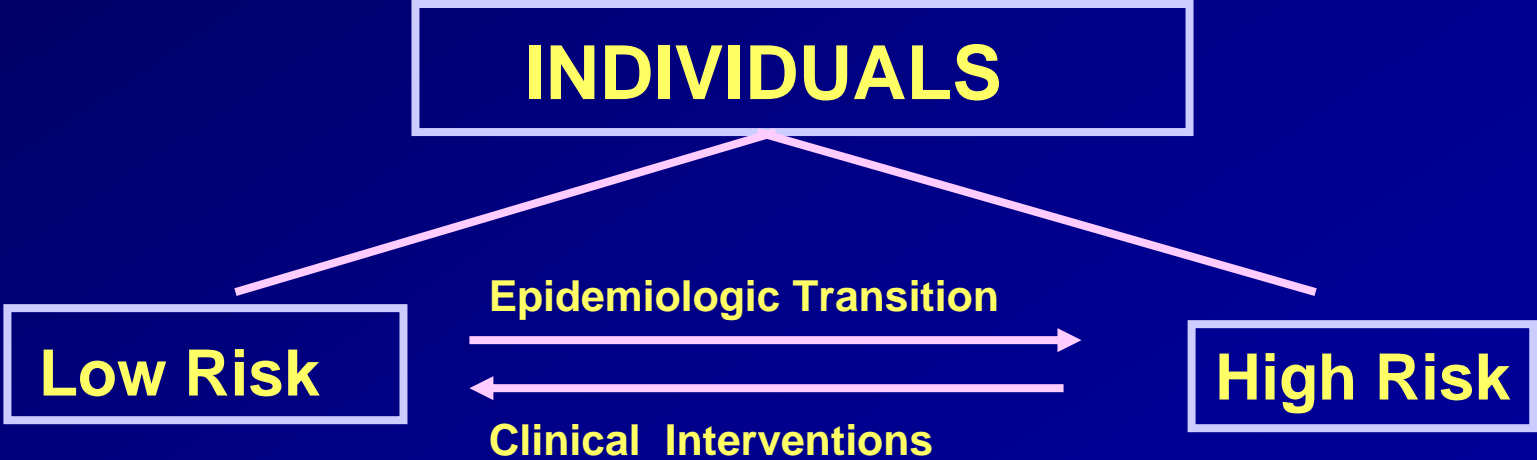 INDIVIDUALS
Epidemiologic Transition
Low Risk
High Risk
Clinical Interventions